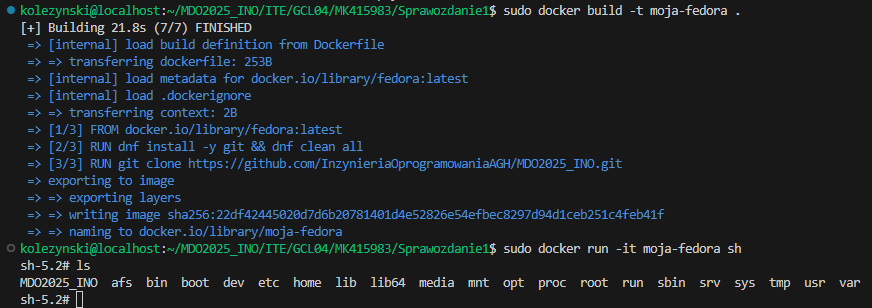 kolezynski@localhost:~/MDO2025_INO/ITE/GCL04/MK415983/Sprawozdanie1$ sudo docker build -t moja-fedora .
[+] Building 21.8s (7/7) FINISHED
=> [internal] load build definition from Dockerfile
=> => transferring dockerfile: 253B
=> [internal] load metadata for docker.io/library/fedora:latest
=> [internal] load .dockerignore
=> => transferring context: 2B
=> [1/3] FROM docker.io/library/fedora:latest
=> [2/3] RUN dnf install -y git && dnf clean all
=> [3/3] RUN git clone https://github.com/InzynieriaOprogramowaniaAGH/MDO2025_INO.git
=> exporting to image
=> => exporting layers
=> => writing image sha256:22df42445020d7d6b20781401d4e52826e54efbec8297d94d1ceb251c4feb41f
=> => naming to docker.io/library/moja-fedora
kolezynski@localhost:~/MDO2025_INO/ITE/GCL04/MK415983/Sprawozdanie1$ sudo docker run -it moja-fedora sh
sh-5.2# ls
MDO2025_INO afs bin boot dev etc home lib lib64 media mnt opt proc root run sbin srv sys tmp usr var
sh-5.2#